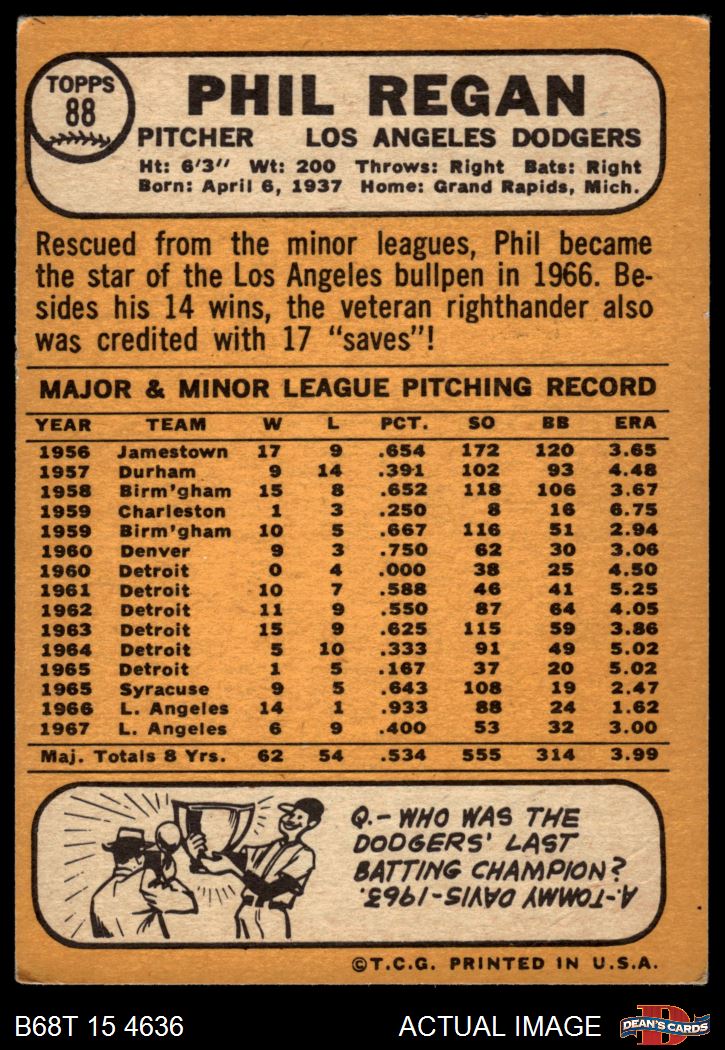 TOPPS
88
PHIL REGAN
PITCHER LOS ANGELES DODGERS
Ht: 6'3" Wt: 200 Throws: Right Bats: Right
Born: April 6, 1937 Home: Grand Rapids, Mich.
Rescued from the minor leagues, Phil became
the star of the Los Angeles bullpen in 1966. Be-
sides his 14 wins, the veteran righthander also
was credited with 17 "saves"!
MAJOR & MINOR LEAGUE PITCHING RECORD
YEAR TEAM W L PCT. SO BB ERA
1956 Jamestown 17 9 .654 172 120 3.65
1957 Durham 9 14 .391 102 93 4.48
1958 Birm'gham 15 8 .652 118 106 3.67
1959 Charleston 1 3 .250 8 16 6.75
1959 Birm'gham 10 5 .667 116 51 2.94
1960 Denver 9 3 .750 62 30 3.06
1960 Detroit 0 4 .000 38 25 4.50
1961 Detroit 10 7 .588 46 41 5.25
1962 Detroit 11 9 .550 87 64 4.05
1963 Detroit 15 9 .625 115 59 3.86
1964 Detroit 5 10 .333 91 49 5.02
1965 Detroit 1 5 .167 37 20 5.02
1965 Syracuse 9 5 .643 108 19 2.47
1966 L. Angeles 14 1 .933 88 24 1.62
1967 L. Angeles 6 9 .400 53 32 3.00
Maj. Totals 8 Yrs. 62 54 .534 555 314 3.99
Q.- WHO WAS THE
DODGERS' LAST
BATTING CHAMPION?
A.-TOMMY DAVIS-1963.
©T.C.G. PRINTED IN U.S.A.
B68T 15 4636 ACTUAL IMAGE D DEAN'S CARDS